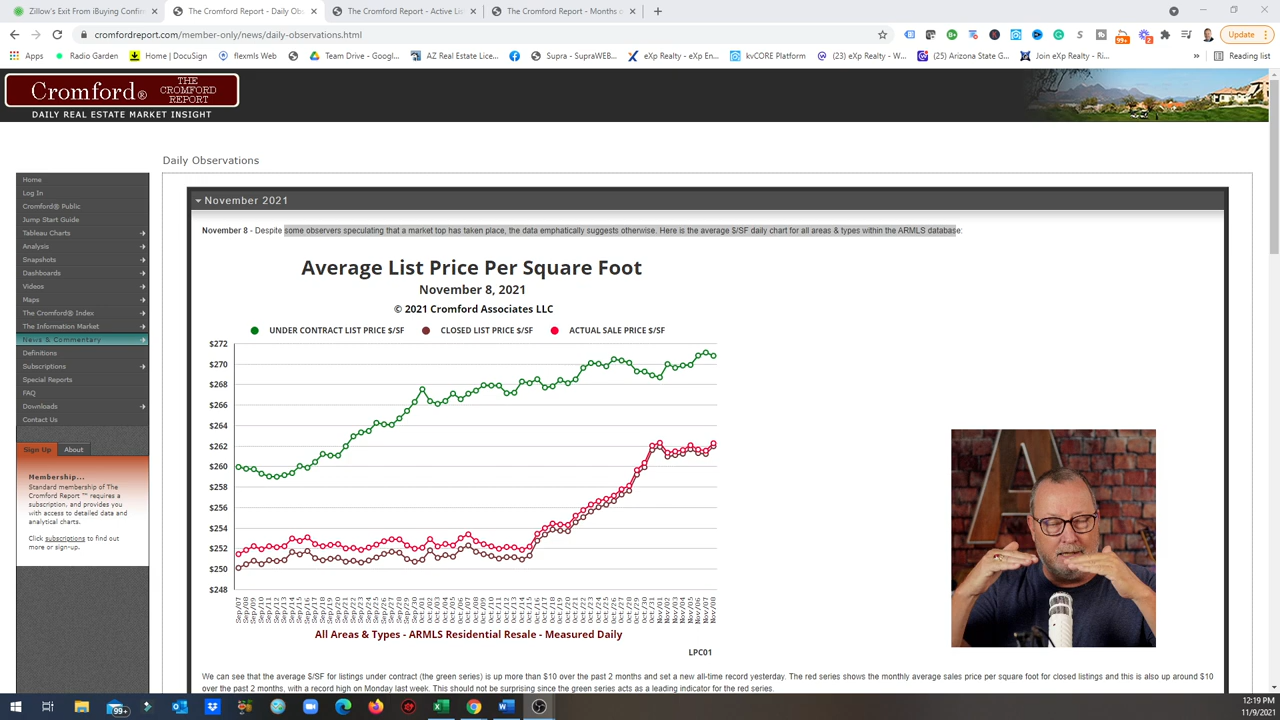 Zillow's Exit From iBuying Confir
The Cromford Report - Daily Obs
The Cromford Report - Active Lis
The Cromford Report - Months o
cromfordreport.com/member-only/news/daily-observations.html
Update
Apps
Radio Garden
Home | DocuSign
flexmls Web
Team Drive - Googl...
AZ Real Estate Lice...
Supra - SupraWEB...
eXp Realty - eXp En...
kvCORE Platform
(23) eXp Realty - W...
(25) Arizona State G...
Join eXp Realty - Ri...
Reading list
Cromford®
THE
CROMFORD
REPORT
DAILY REAL ESTATE MARKET INSIGHT
Daily Observations
Home
Log In
Cromford® Public
Jump Start Guide
Tableau Charts
Analysis
Snapshots
Dashboards
Videos
Maps
The Cromford® Index
The Information Market
News & Commentary
Definitions
Subscriptions
Special Reports
FAQ
Downloads
Contact Us
Sign Up
About
Membership...
Standard membership of The
Cromford Report ™ requires a
subscription, and provides you
with access to detailed data and
analytical charts.
Click subscriptions to find out
more or sign-up.
November 2021
November 8 - Despite some observers speculating that a market top has taken place, the data emphatically suggests otherwise. Here is the average $/SF daily chart for all areas & types within the ARMLS database:
Average List Price Per Square Foot
November 8, 2021
© 2021 Cromford Associates LLC
UNDER CONTRACT LIST PRICE $/SF
CLOSED LIST PRICE $/SF
ACTUAL SALE PRICE $/SF
$272
$270
$268
$266
$264
$262
$260
$258
$256
$254
$252
$250
$248
All Areas & Types - ARMLS Residential Resale - Measured Daily
LPC01
We can see that the average $/SF for listings under contract (the green series) is up more than $10 over the past 2 months and set a new all-time record yesterday. The red series shows the monthly average sales price per square foot for closed listings and this is also up around $10
over the past 2 months, with a record high on Monday last week. This should not be surprising since the green series acts as a leading indicator for the red series.
99+
12:19 PM
11/9/2021